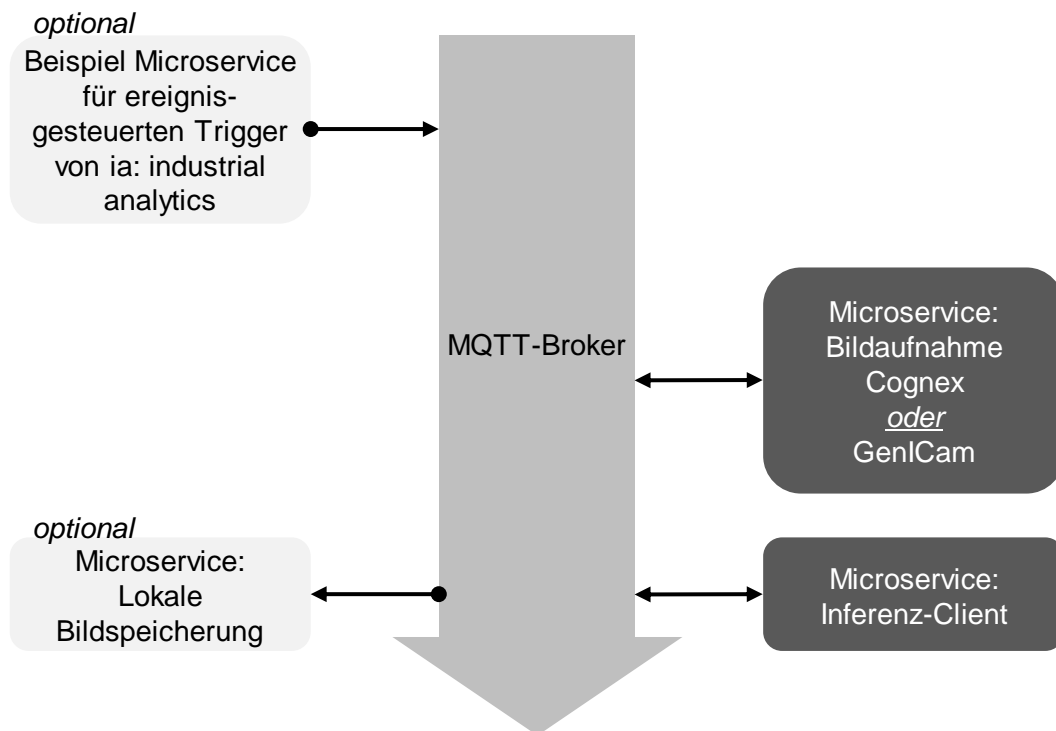 optional
Beispiel Microservice
für ereignis-
gesteuerten Trigger
von ia: industrial
analytics
MQTT-Broker
Microservice:
Bildaufnahme
Cognex
oder
GenICam
optional
Microservice:
Lokale
Bildspeicherung
Microservice:
Inferenz-Client